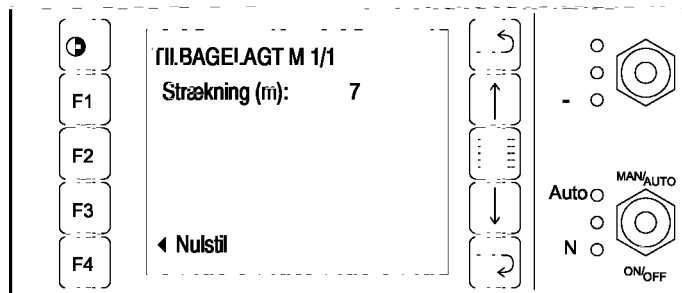 TILBAGELAGT M 1/1
Strækning (m): 7
Nulstil
F1
F2
F3
F4
-
Auto
N
MAN/AUTO
ON/OFF